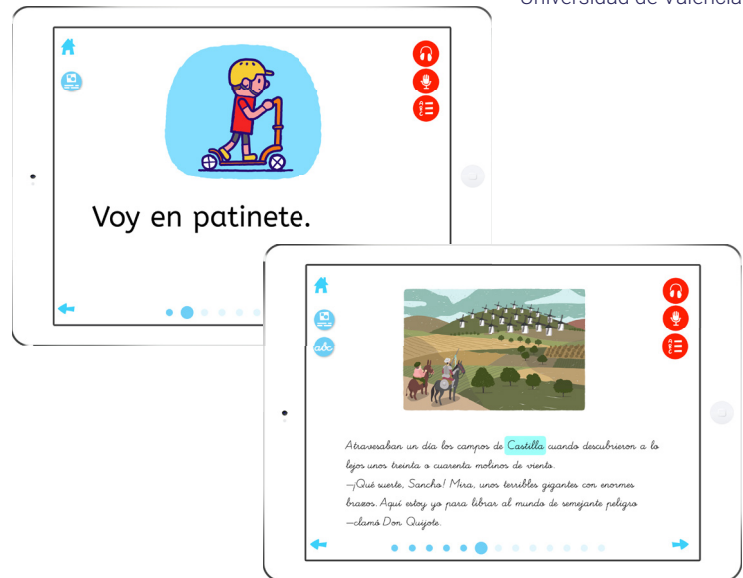 Universidad de Valencia
Voy en patinete.
abc
Atravesaban un día los campos de Castilla cuando descubrieron a lo
lejos unos treinta o cuarenta molinos de viento.
—¡Qué suerte, Sancho! Mira, unos terribles gigantes con enormes
brazos. Aquí estoy yo para librar al mundo de semejante peligro
—clamó Don Quijote.